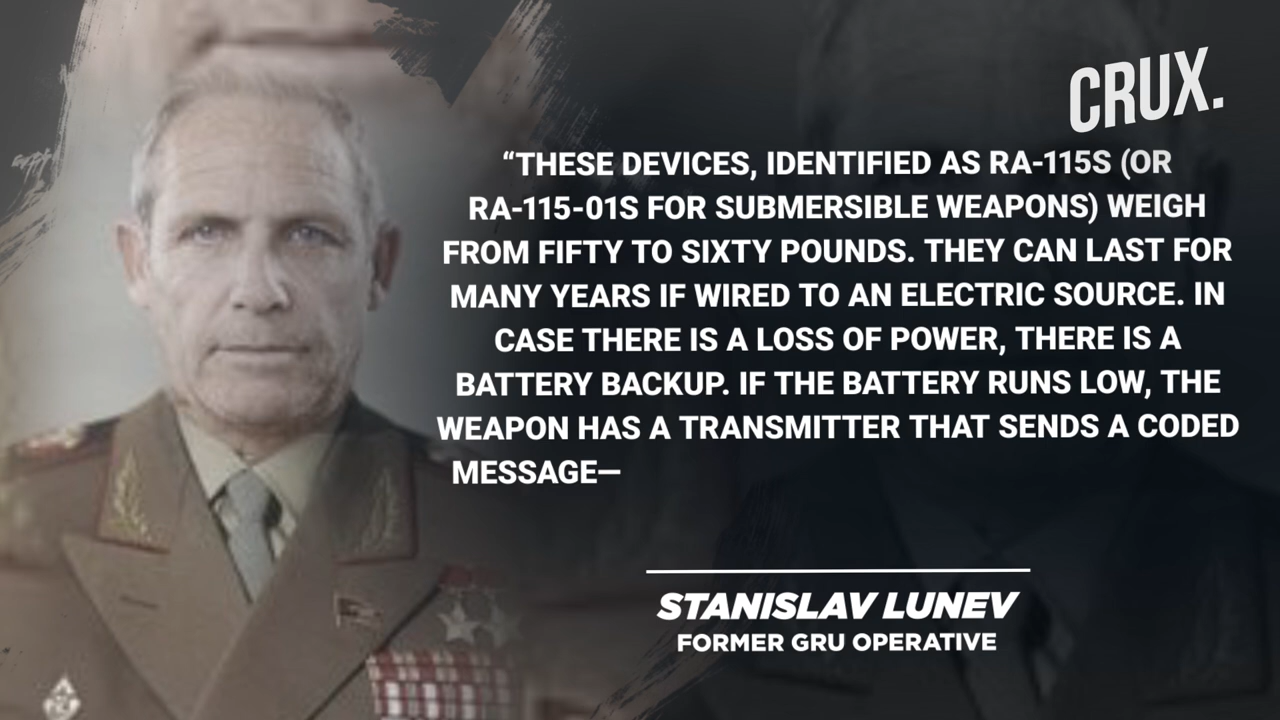 CRUX.
“THESE DEVICES, IDENTIFIED AS RA-115S (OR
RA-115-01S FOR SUBMERSIBLE WEAPONS) WEIGH
FROM FIFTY TO SIXTY POUNDS. THEY CAN LAST FOR
MANY YEARS IF WIRED TO AN ELECTRIC SOURCE. IN
CASE THERE IS A LOSS OF POWER, THERE IS A
BATTERY BACKUP. IF THE BATTERY RUNS LOW, THE
WEAPON HAS A TRANSMITTER THAT SENDS A CODED
MESSAGE—
STANISLAV LUNEV
FORMER GRU OPERATIVE